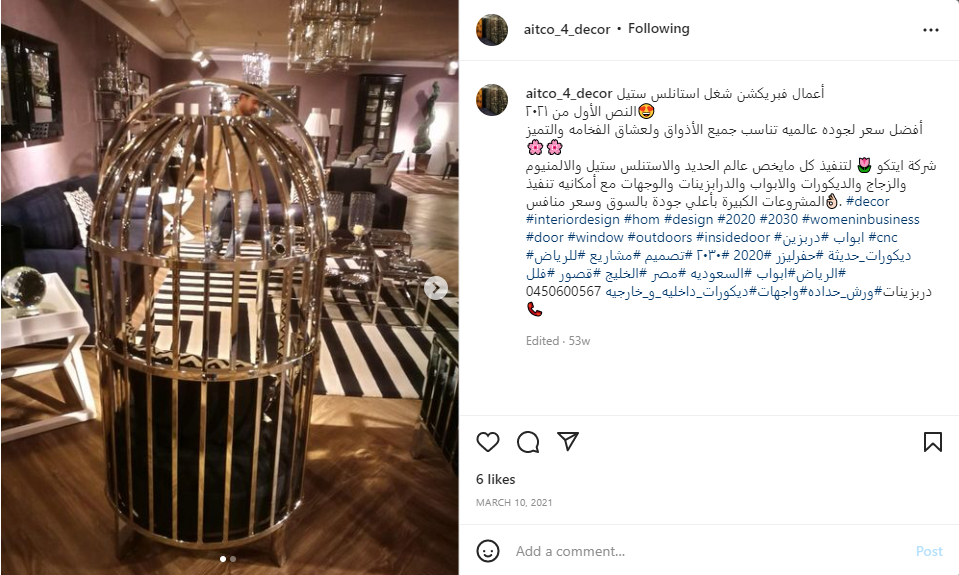 aitco_4_decor • Following
aitco_4_decor أعمال فبريكشن شغل استانلس ستيل
النص الأول من ٢٠٢١😍
أفضل سعر لجوده عالميه تناسب جميع الأذواق ولعشاق الفخامه والتميز
🌸🌸
شركة ايتكو 🌷 لتنفيذ كل مايخص عالم الحديد والاستنلس ستيل والالمنيوم
والزجاج والديكورات والابواب والدرابزينات والوجهات مع أمكانيه تنفيذ
المشروعات الكبيرة بأعلي جودة بالسوق وسعر منافس👌🏻. #decor
#interiordesign #hom #design #2020 #2030 #womeninbusiness
#door #window #outdoors #insidedoor #ابواب #دربزين #cnc
#ديكورات_حديثة #حفرليزر #2020 #٢٠٣٠ #تصميم #مشاريع #للرياض
#الرياض#ابواب #السعوديه #مصر #الخليج #قصور #فلل
دربزينات#ورش_حداده#واجهات#ديكورات_داخليه_و_خارجيه 0450600567
📞
Edited · 53w
6 likes
MARCH 10, 2021
Add a comment...
Post